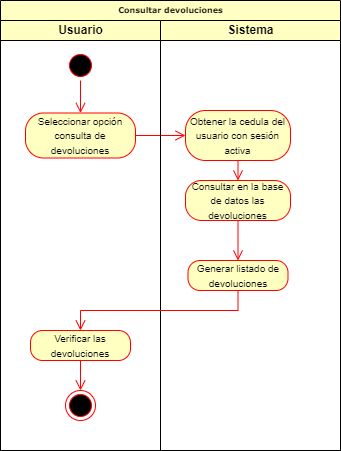 Consultar devoluciones
Usuario
Sistema
Seleccionar opción
consulta de
devoluciones
Obtener la cedula del
usuario con sesión
activa
Consultar en la base
de datos las
devoluciones
Generar listado de
devoluciones
Verificar las
devoluciones